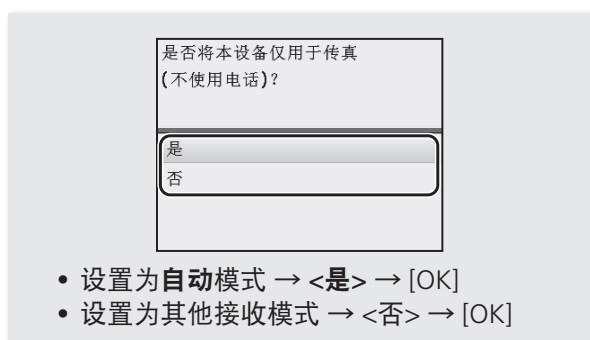 是否将本设备仅用于传真
(不使用电话)?
是
否
• 设置为自动模式 → <是> → [OK]
• 设置为其他接收模式 → <否> → [OK]